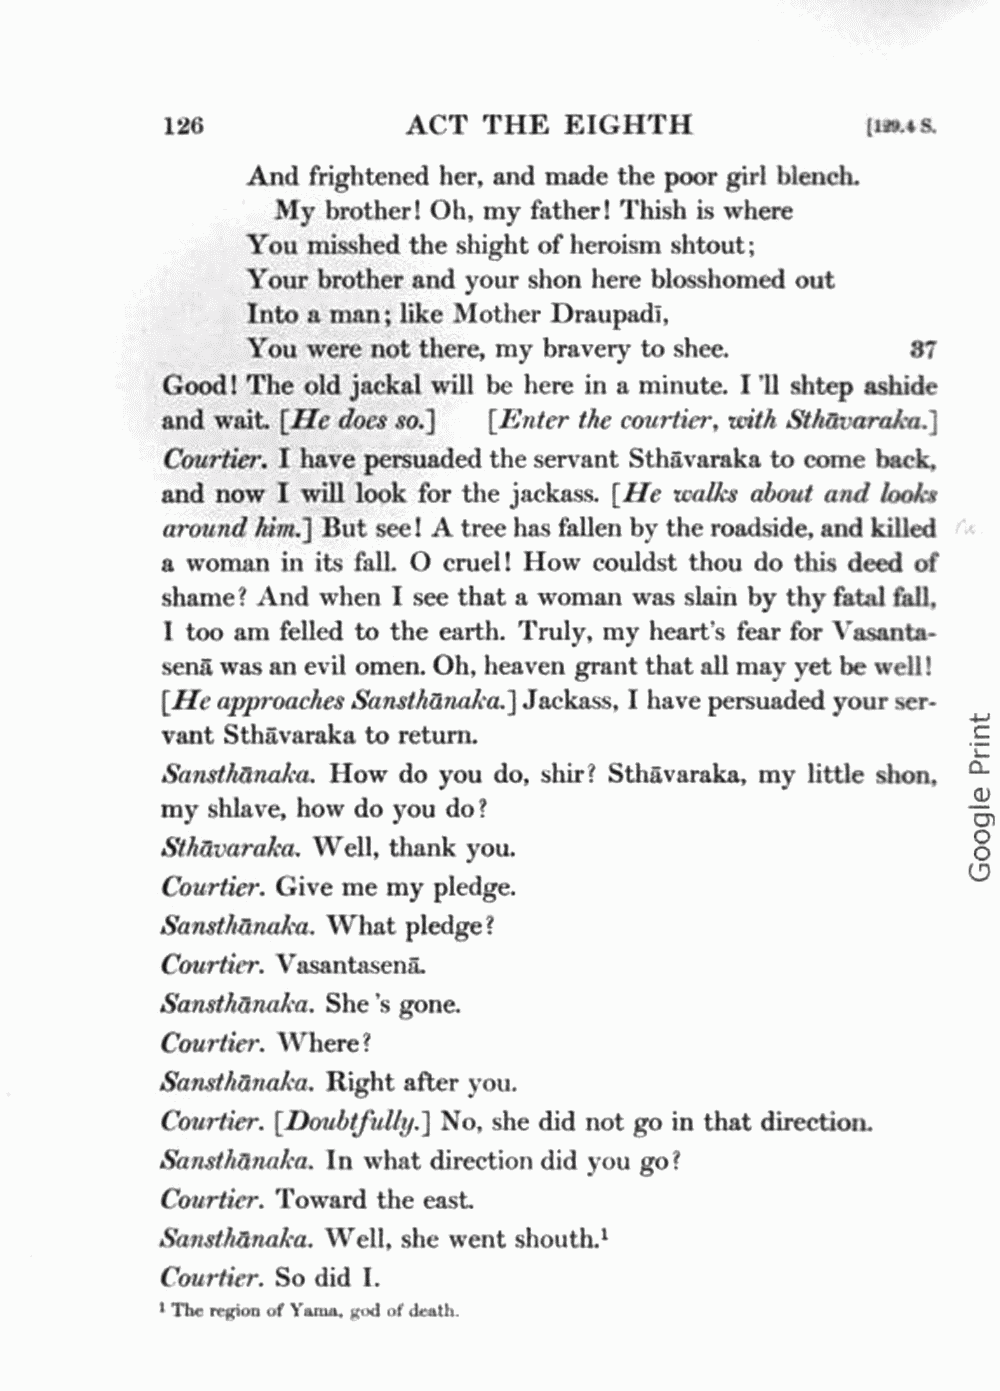 126 ACT THE EIGHTH [129.4 S.
And frightened her, and made the poor girl blench.
My brother! Oh, my father! Thish is where
You misshed the shight of heroism shtout;
Your brother and your shon here blosshomed out
Into a man; like Mother Draupadī,
You were not there, my bravery to shee. 37
Good! The old jackal will be here in a minute. I 'll shtep ashide
and wait. [He does so.] [Enter the courtier, with Sthāvaraka.]
Courtier. I have persuaded the servant Sthāvaraka to come back,
and now I will look for the jackass. [He walks about and looks
around him.] But see! A tree has fallen by the roadside, and killed
a woman in its fall. O cruel! How couldst thou do this deed of
shame? And when I see that a woman was slain by thy fatal fall,
I too am felled to the earth. Truly, my heart's fear for Vasanta-
senā was an evil omen. Oh, heaven grant that all may yet be well!
[He approaches Sansthānaka.] Jackass, I have persuaded your ser-
vant Sthāvaraka to return.
Sansthānaka. How do you do, shir? Sthāvaraka, my little shon,
my shlave, how do you do?
Sthāvaraka. Well, thank you.
Courtier. Give me my pledge.
Sansthānaka. What pledge?
Courtier. Vasantasenā.
Sansthānaka. She 's gone.
Courtier. Where?
Sansthānaka. Right after you.
Courtier. [Doubtfully.] No, she did not go in that direction.
Sansthānaka. In what direction did you go?
Courtier. Toward the east.
Sansthānaka. Well, she went shouth.¹
Courtier. So did I.
¹ The region of Yama, god of death.
Google Print